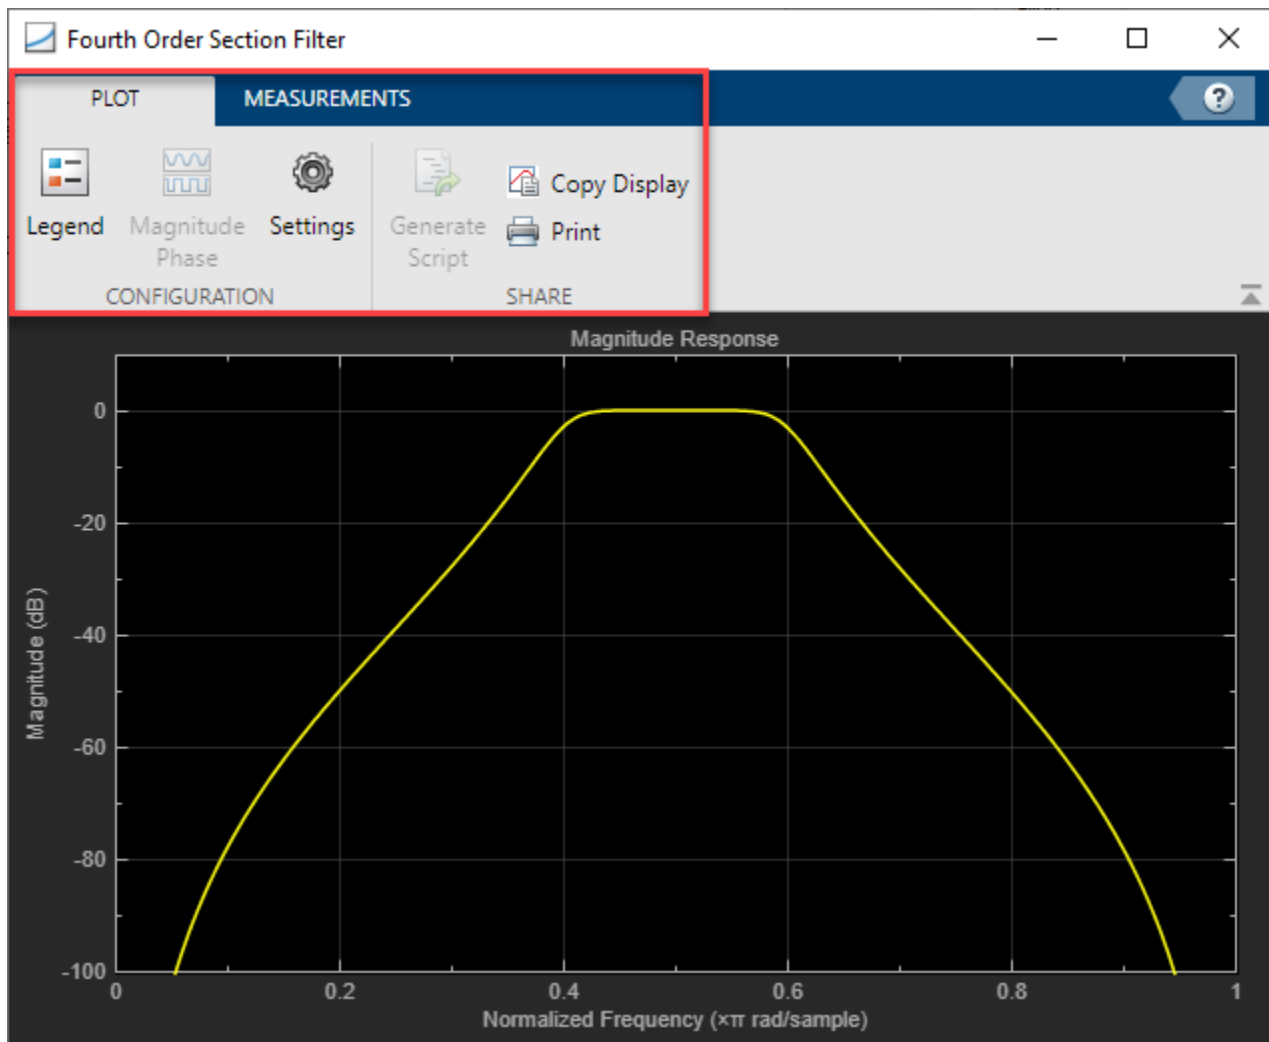 Fourth Order Section Filter
PLOT
MEASUREMENTS
?
Legend
Magnitude
Phase
Settings
Generate
Script
Copy Display
Print
CONFIGURATION
SHARE
Magnitude Response
Magnitude (dB)
0
-20
-40
-60
-80
-100
0 0.2 0.4 0.6 0.8 1
Normalized Frequency (×π rad/sample)